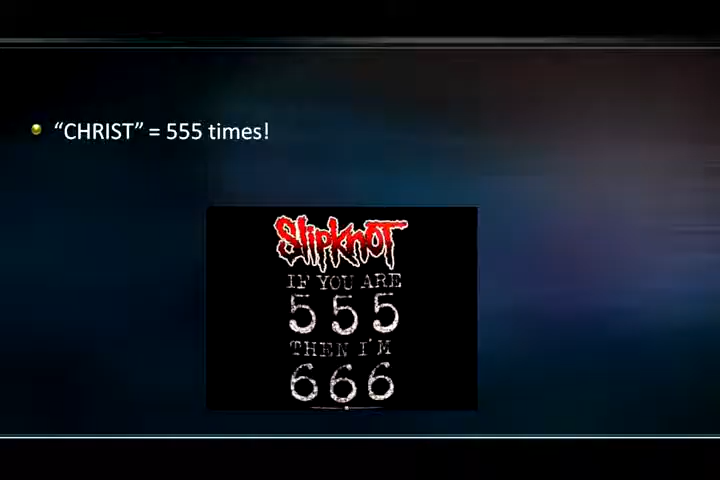 “CHRIST” = 555 times!
SlipknoT
IF YOU ARE
555
THEN I'M
666